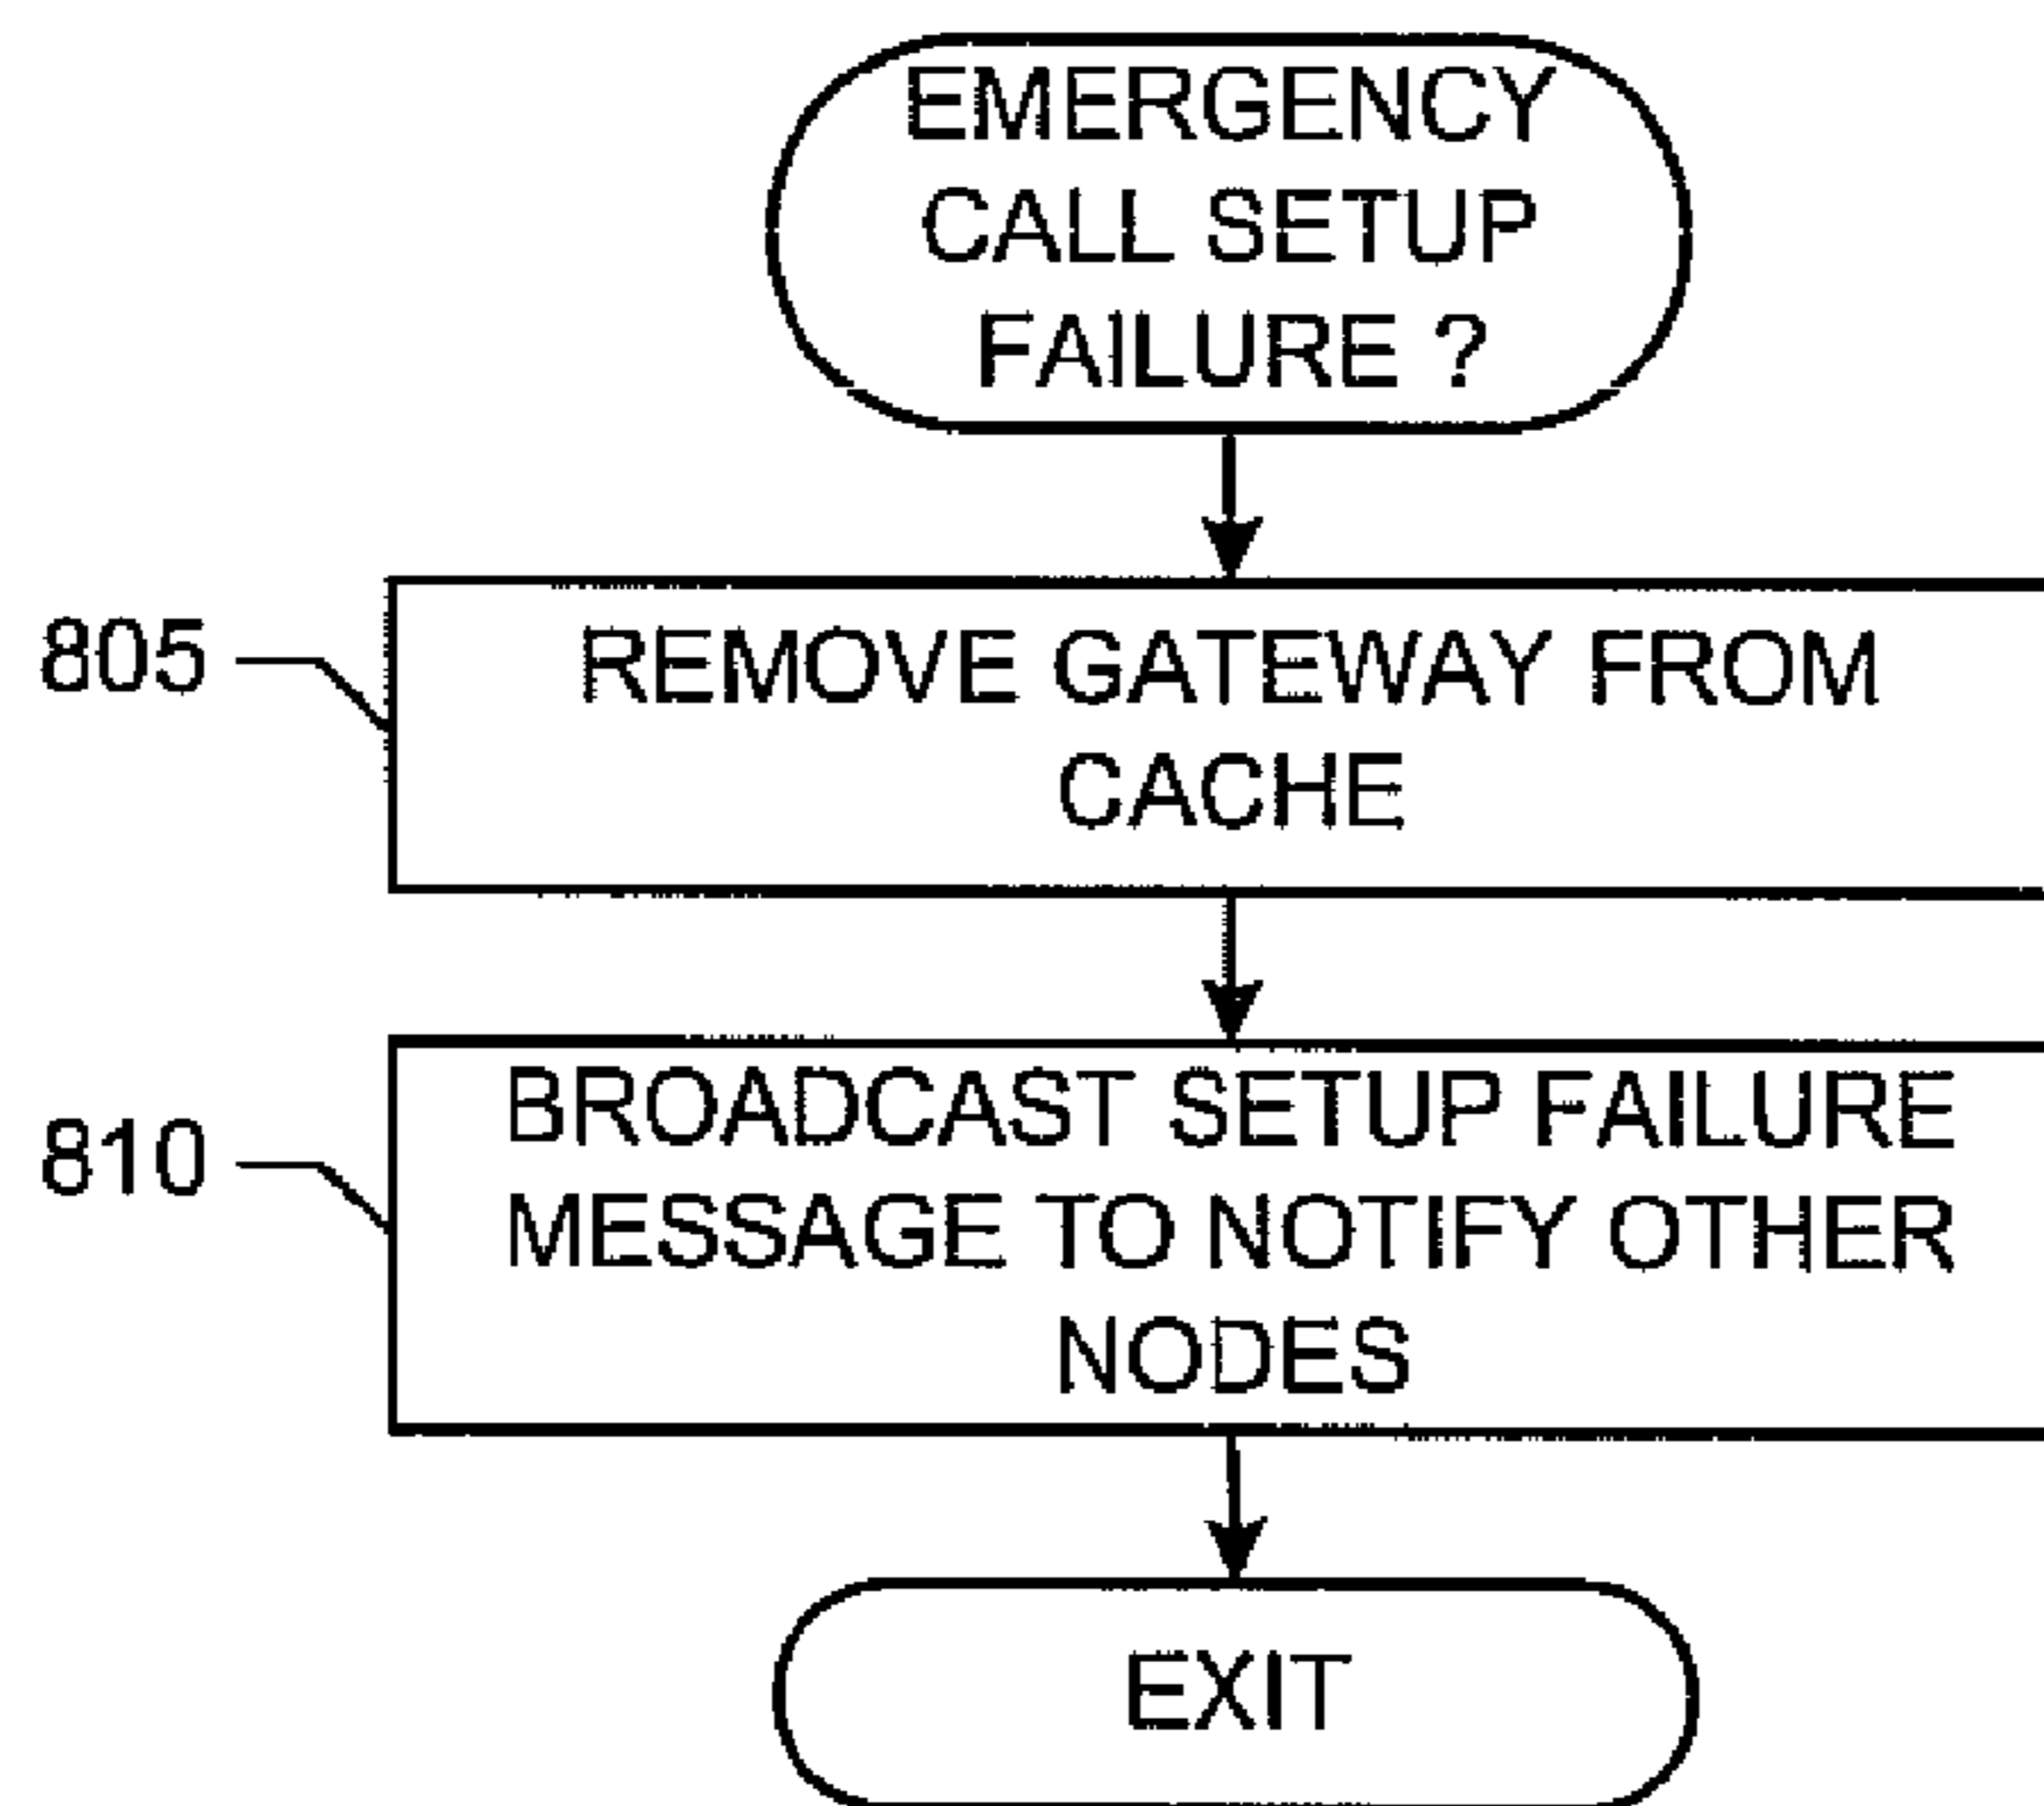 EMERGENCY
CALL SETUP
FAILURE ?
805
REMOVE GATEWAY FROM
CACHE
810
BROADCAST SETUP FAILURE
MESSAGE TO NOTIFY OTHER
NODES
EXIT